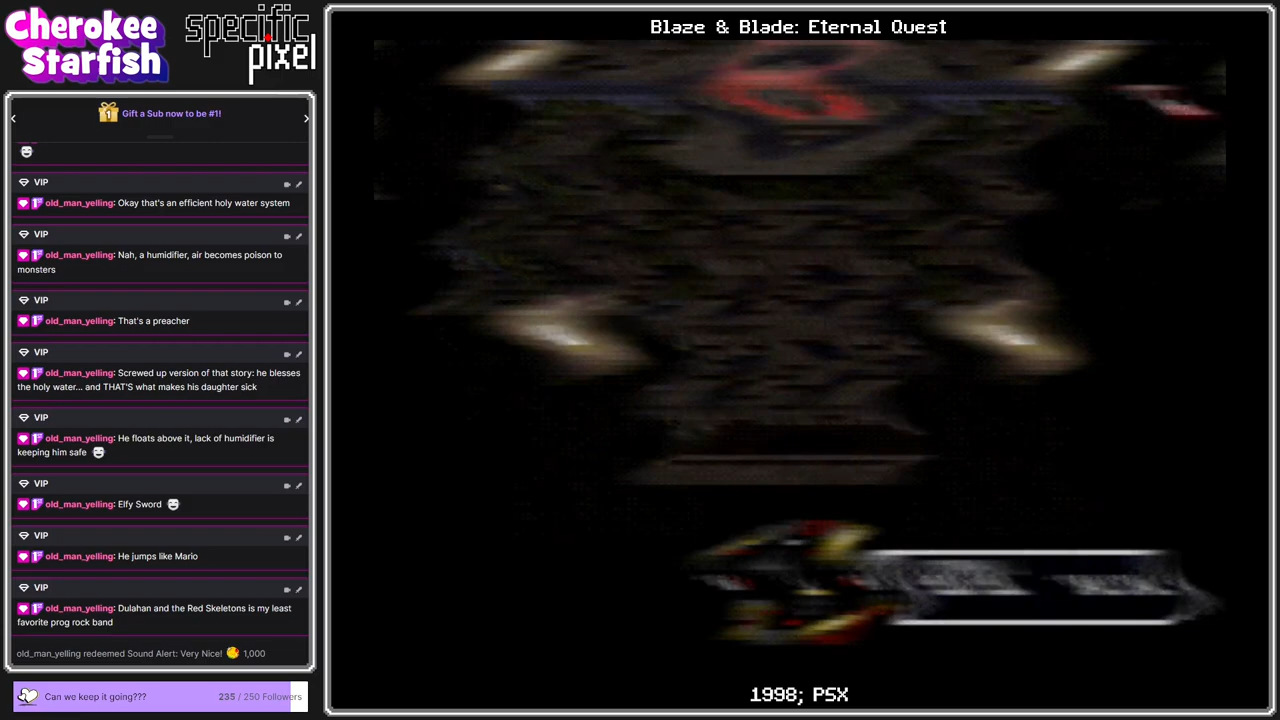 Cherokee
Starfish
specific
pixel
Blaze & Blade: Eternal Quest
1
Gift a Sub now to be #1!
VIP
old_man_yelling: Okay that's an efficient holy water system
VIP
old_man_yelling: Nah, a humidifier, air becomes poison to
monsters
VIP
old_man_yelling: That's a preacher
VIP
old_man_yelling: Screwed up version of that story: he blesses
the holy water... and THAT'S what makes his daughter sick
VIP
old_man_yelling: He floats above it, lack of humidifier is
keeping him safe
VIP
old_man_yelling: Elfy Sword
VIP
old_man_yelling: He jumps like Mario
VIP
old_man_yelling: Dulahan and the Red Skeletons is my least
favorite prog rock band
old_man_yelling redeemed Sound Alert: Very Nice! 1,000
Can we keep it going??? 235 / 250 Followers
1998; PSX